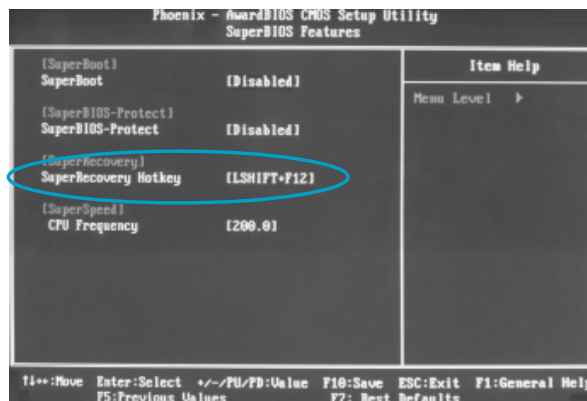 Phoenix - AwardBIOS CMOS Setup Utility
SuperBIOS Features
[SuperBoot]
SuperBoot [Disabled]
[SuperBIOS-Protect]
SuperBIOS-Protect [Disabled]
[SuperRecovery]
SuperRecovery Hotkey [LSHIFT+F12]
[SuperSpeed]
CPU Frequency [200.0]
Item Help
Menu Level ▸
↑↓→←:Move Enter:Select +/-/PU/PD:Value F10:Save ESC:Exit F1:General Help
F5:Previous Values F7: Best Defaults